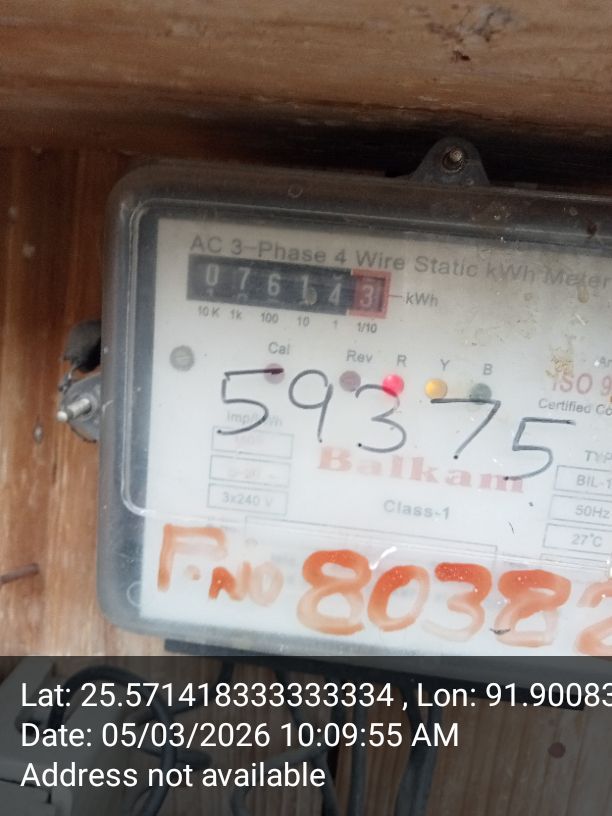 AC 3-Phase 4 Wire Static kWh Meter
076143 kWh
10K 1k 100 10 1 1/10
Cal Rev R Y B
ISO 9
Certified Co
59375
Balkam
TYP
BIL-1
3x240 V
Class-1
50Hz
27°C
P.NO 80382
Lat: 25.571418333333334 , Lon: 91.90083
Date: 05/03/2026 10:09:55 AM
Address not available